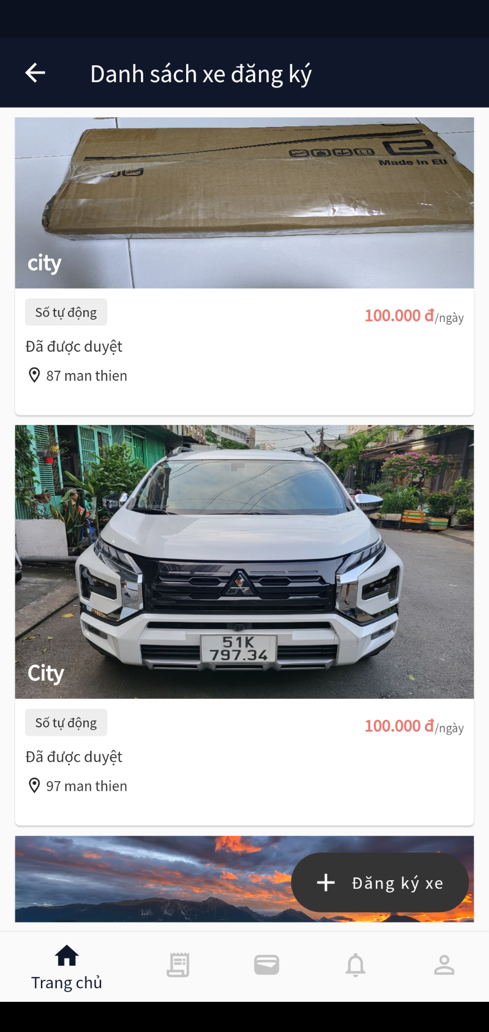 Danh sách xe đăng ký
Made in EU
city
Số tự động
100.000 đ/ngày
Đã được duyệt
87 man thien
51K
797.34
City
Số tự động
100.000 đ/ngày
Đã được duyệt
97 man thien
Đăng ký xe
Trang chủ